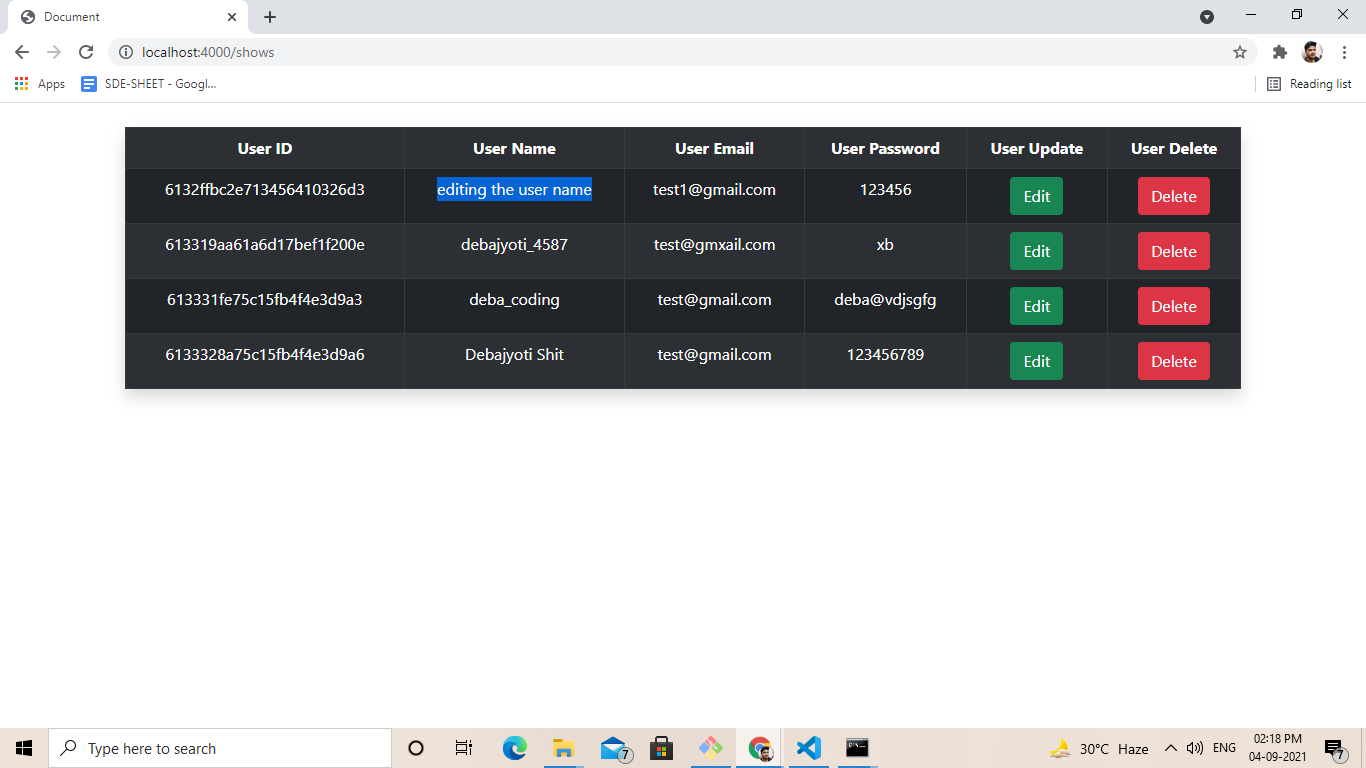 Document
localhost:4000/shows
Apps SDE-SHEET - Googl... Reading list
User ID User Name User Email User Password User Update User Delete
6132ffbc2e713456410326d3 editing the user name test1@gmail.com 123456 Edit Delete
613319aa61a6d17bef1f200e debajyoti_4587 test@gmxail.com xb Edit Delete
613331fe75c15fb4f4e3d9a3 deba_coding test@gmail.com deba@vdjsgfg Edit Delete
6133328a75c15fb4f4e3d9a6 Debajyoti Shit test@gmail.com 123456789 Edit Delete
Type here to search 7 30°C Haze ENG 02:18 PM 7
04-09-2021